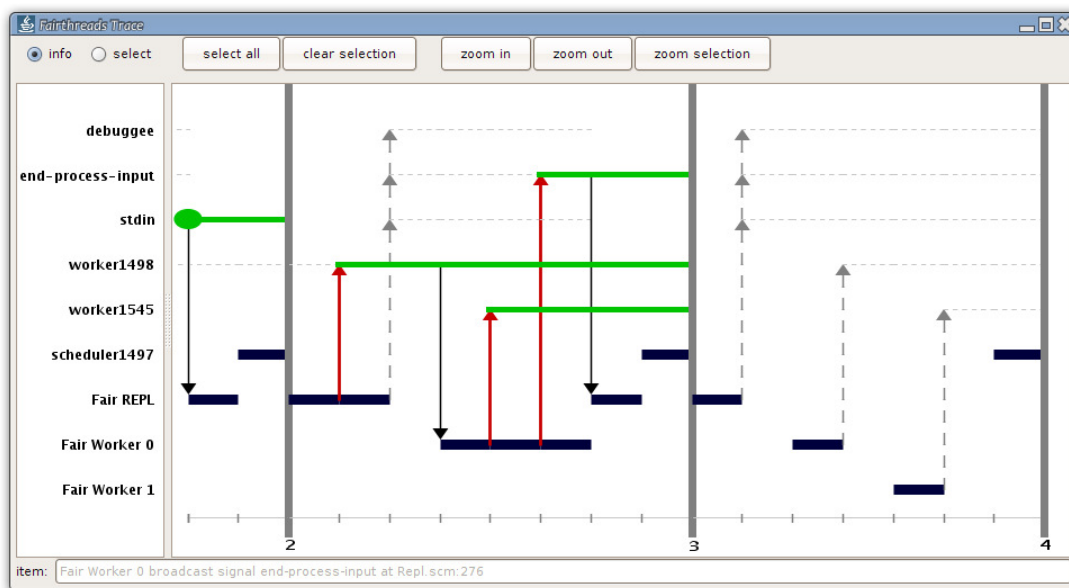 Fairthreads Trace
info select select all clear selection zoom in zoom out zoom selection
debuggee
end-process-input
stdin
worker1498
worker1545
scheduler1497
Fair REPL
Fair Worker 0
Fair Worker 1
2 3 4
item: Fair Worker 0 broadcast signal end-process-input at Repl.scm:276